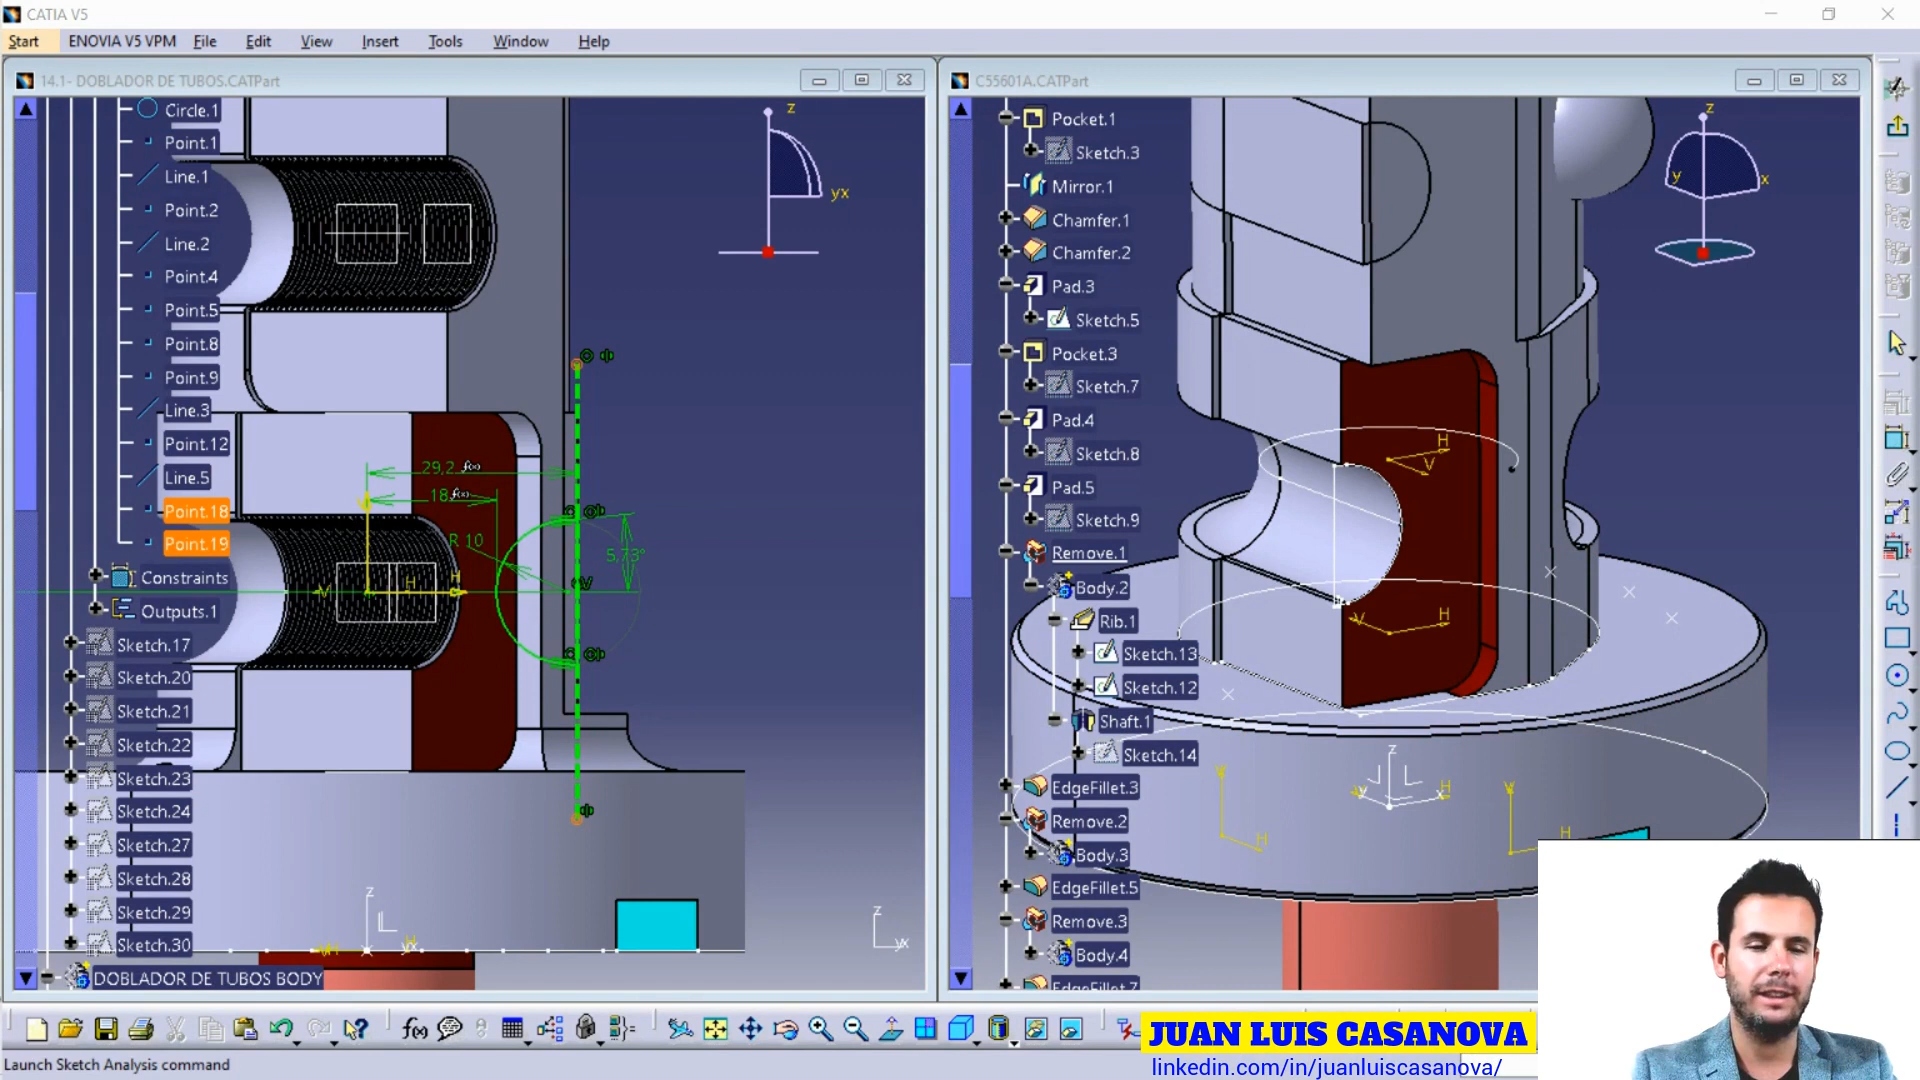 CATIA V5
Start ENOVIA V5 VPM File Edit View Insert Tools Window Help
14.1- DOBLADOR DE TUBOS.CATPart
Circle.1
Point.1
Line.1
Point.2
Line.2
Point.4
Point.5
Point.8
Point.9
Line.3
Point.12
Line.5
Point.18
Point.19
Constraints
Outputs.1
Sketch.17
Sketch.20
Sketch.21
Sketch.22
Sketch.23
Sketch.24
Sketch.27
Sketch.28
Sketch.29
Sketch.30
DOBLADOR DE TUBOS BODY
z
yx
29,2 f(x)
18 f(x)
R 10
5,73°
V
H
H
V
z
H
yx
z
yx
C55601A.CATPart
Pocket.1
Sketch.3
Mirror.1
Chamfer.1
Chamfer.2
Pad.3
Sketch.5
Pocket.3
Sketch.7
Pad.4
Sketch.8
Pad.5
Sketch.9
Remove.1
Body.2
Rib.1
Sketch.13
Sketch.12
Shaft.1
Sketch.14
EdgeFillet.3
Remove.2
Body.3
EdgeFillet.5
Remove.3
Body.4
EdgeFillet.7
z
y
x
H
V
H
V
z
V
H
V
H
H
f(x)
JUAN LUIS CASANOVA
linkedin.com/in/juanluiscasanova/
Launch Sketch Analysis command